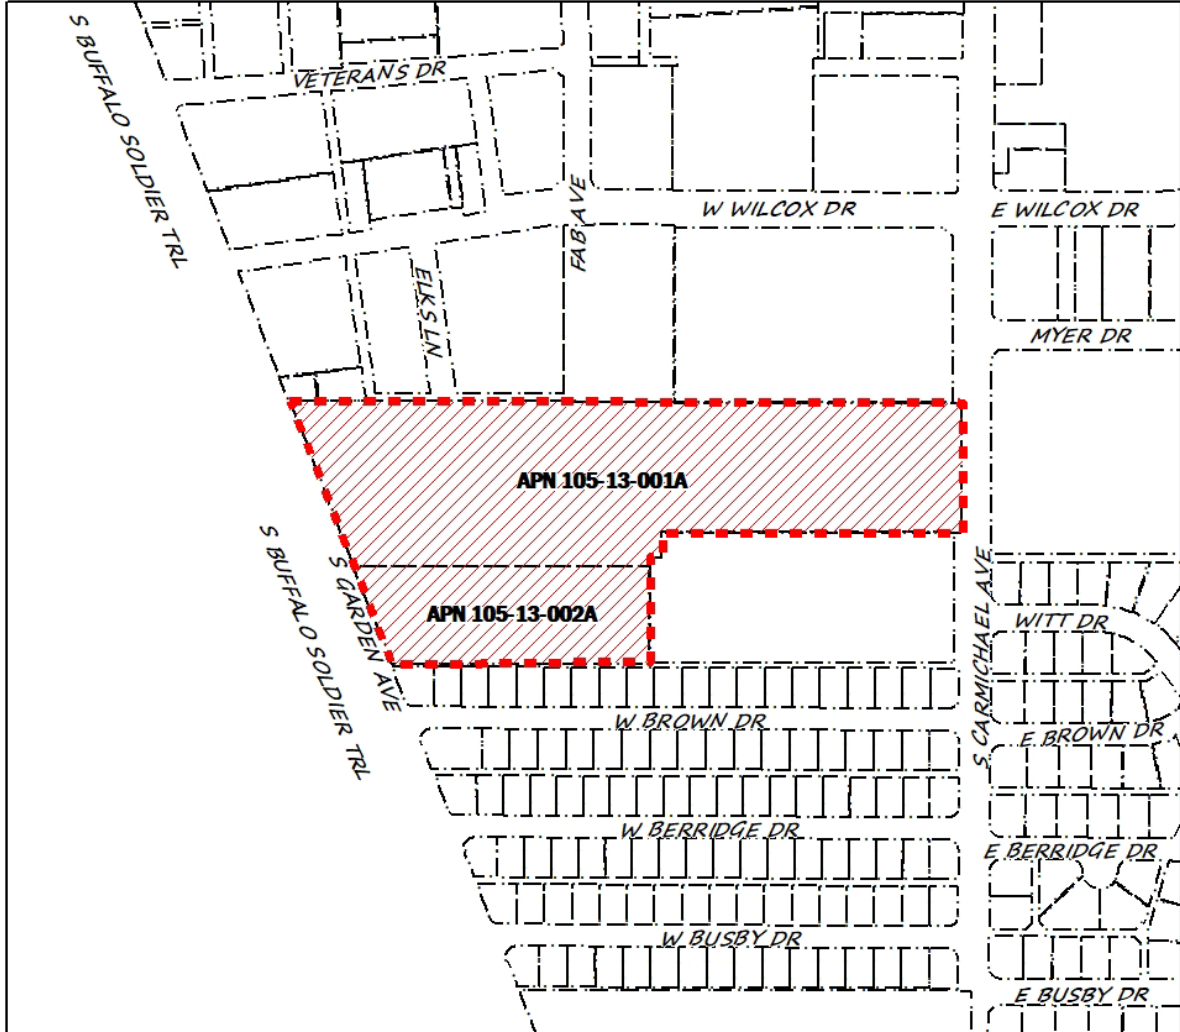 S BUFFALO SOLDIER TRL
VETERANS DR
FAB AVE
W WILCOX DR
E WILCOX DR
ELKS LN
MYER DR
APN 105-13-001A
S BUFFALO SOLDIER TRL
S GARDEN AVE
APN 105-13-002A
S CARMICHAEL AVE
WITT DR
W BROWN DR
E BROWN DR
W BERRIDGE DR
E BERRIDGE DR
W BUSBY DR
E BUSBY DR